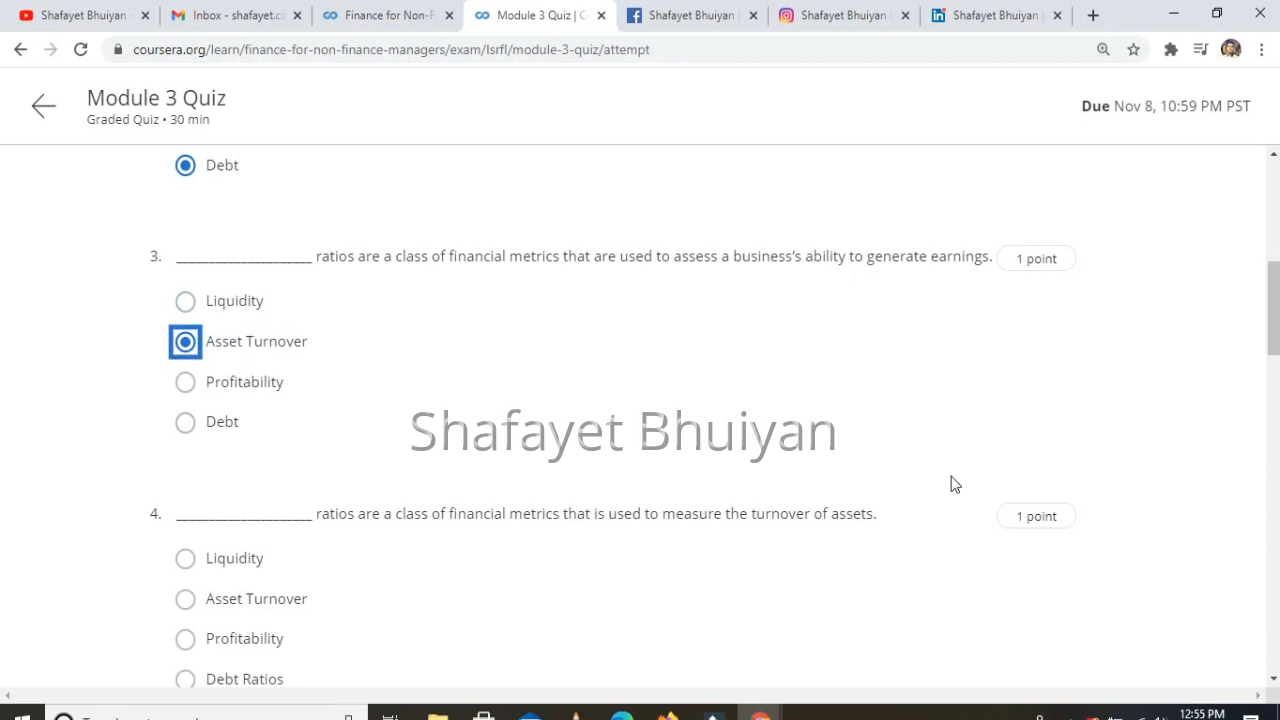 Shafayet Bhuiyan
Inbox - shafayet.cs
Finance for Non-F
Module 3 Quiz | C
Shafayet Bhuiyan |
Shafayet Bhuiyan
Shafayet Bhuiyan |
coursera.org/learn/finance-for-non-finance-managers/exam/lsrfl/module-3-quiz/attempt
Module 3 Quiz
Graded Quiz • 30 min
Due Nov 8, 10:59 PM PST
Debt
3. _____________________ ratios are a class of financial metrics that are used to assess a business's ability to generate earnings. 1 point
Liquidity
Asset Turnover
Profitability
Debt
Shafayet Bhuiyan
4. _____________________ ratios are a class of financial metrics that is used to measure the turnover of assets. 1 point
Liquidity
Asset Turnover
Profitability
Debt Ratios
12:55 PM